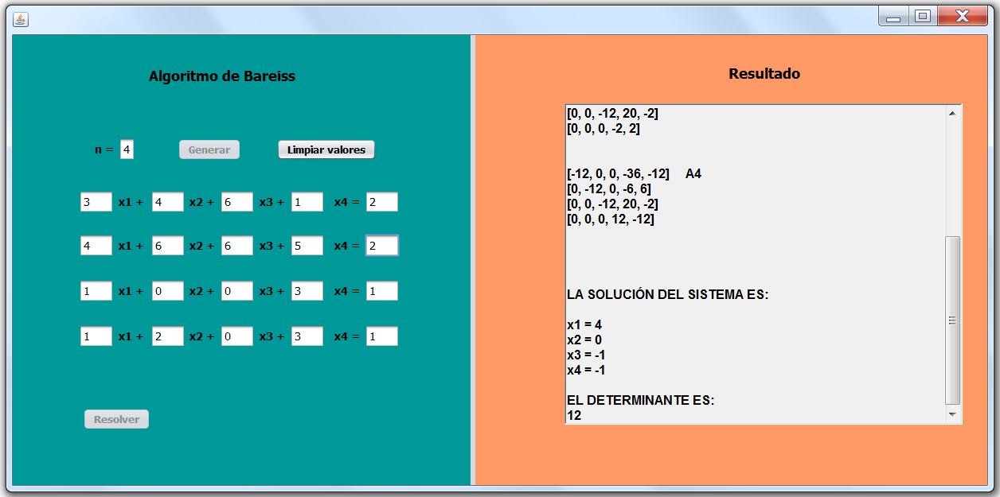 Algoritmo de Bareiss
n = 4 Generar Limpiar valores
3 x1 + 4 x2 + 6 x3 + 1 x4 = 2
4 x1 + 6 x2 + 6 x3 + 5 x4 = 2
1 x1 + 0 x2 + 0 x3 + 3 x4 = 1
1 x1 + 2 x2 + 0 x3 + 3 x4 = 1
Resolver
Resultado
[0, 0, -12, 20, -2]
[0, 0, 0, -2, 2]
[-12, 0, 0, -36, -12] A4
[0, -12, 0, -6, 6]
[0, 0, -12, 20, -2]
[0, 0, 0, 12, -12]
LA SOLUCIÓN DEL SISTEMA ES:
x1 = 4
x2 = 0
x3 = -1
x4 = -1
EL DETERMINANTE ES:
12